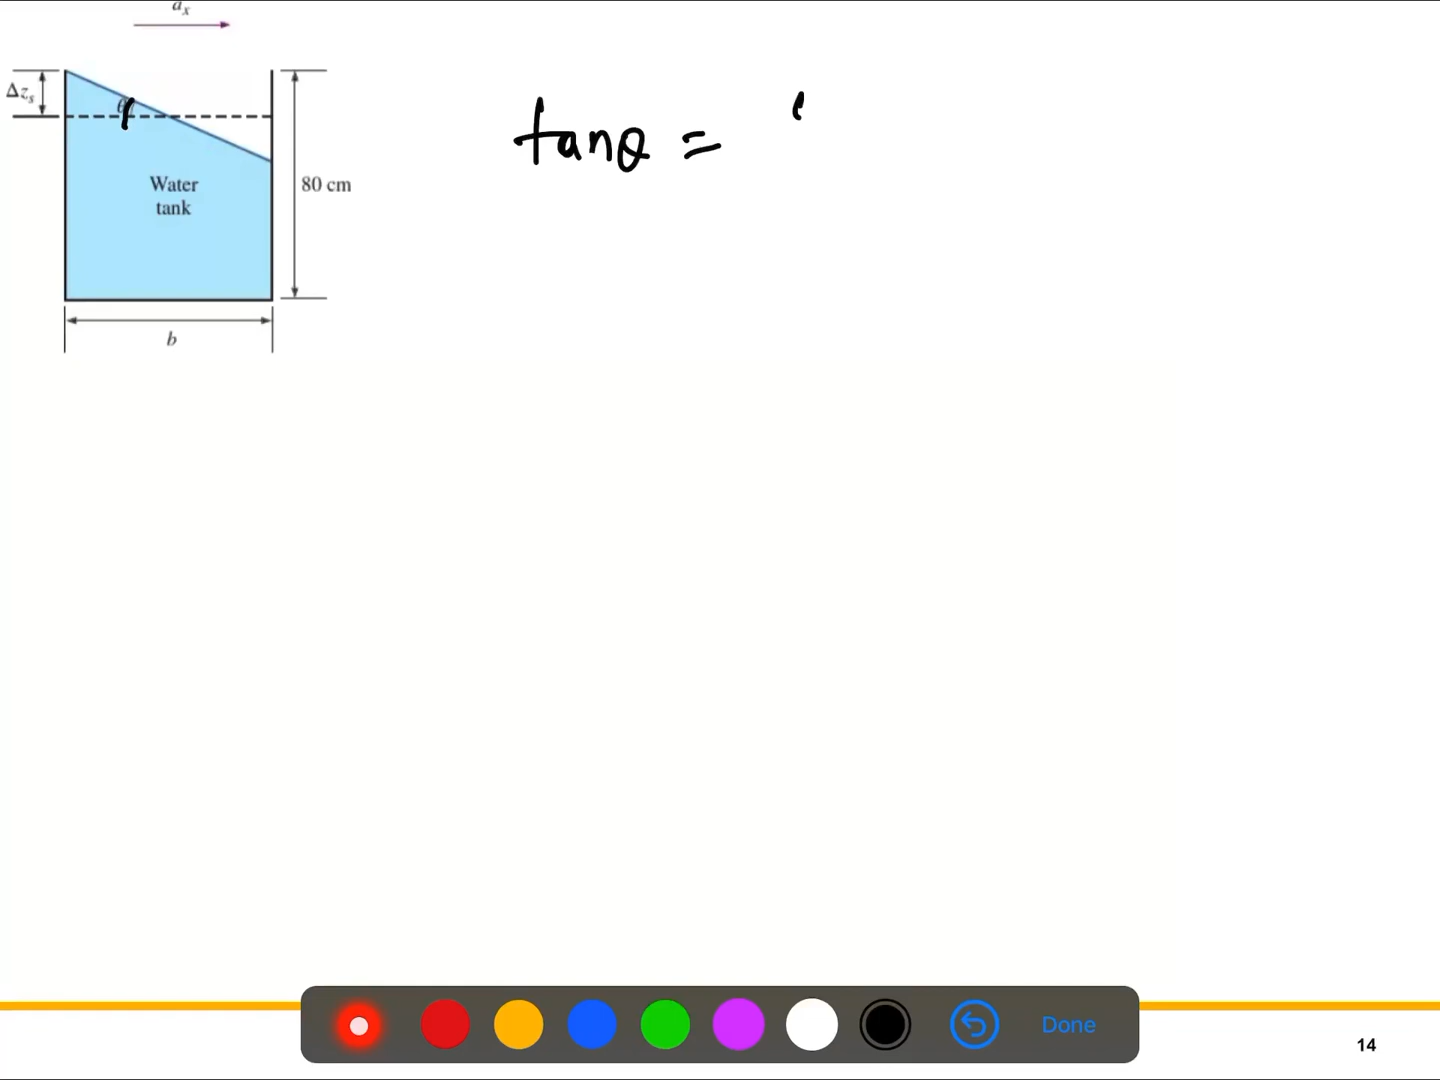 aₓ
Δzₛ
θ
tanθ =
Water
tank
80 cm
b
Done
14